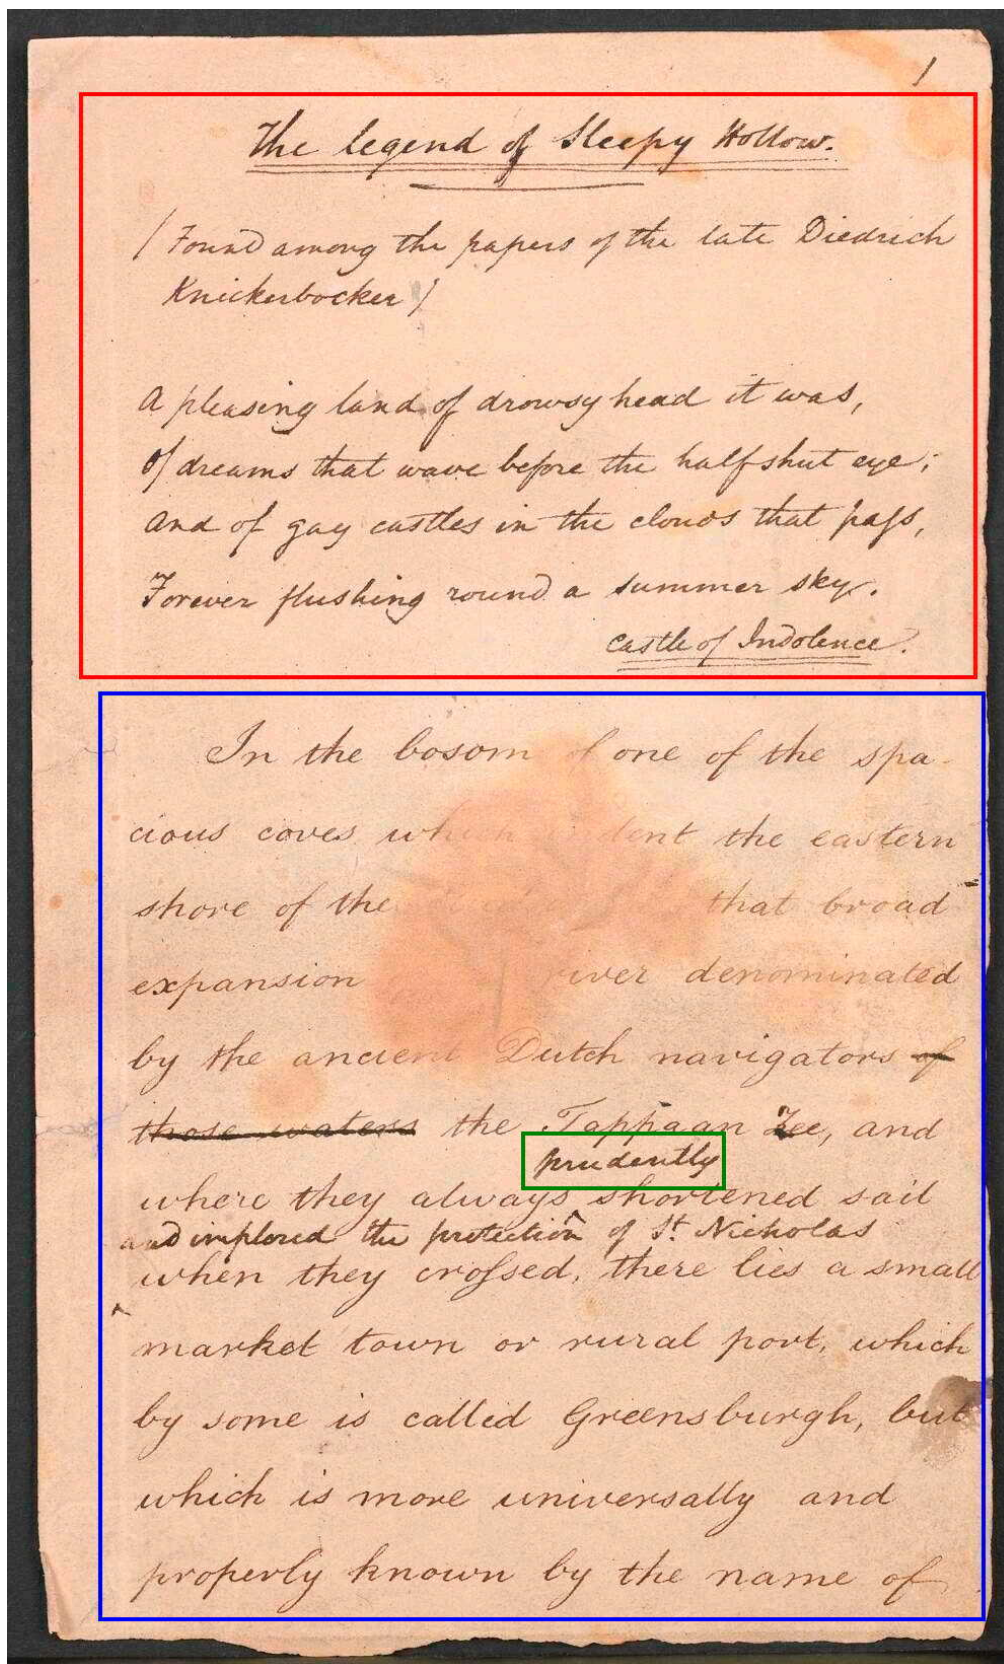 1
The legend of Sleepy Hollow.
/ Found among the papers of the late Diedrich
Knickerbocker /
A pleasing land of drowsy head it was,
Of dreams that wave before the half shut eye;
And of gay castles in the clouds that pass,
Forever flushing round a summer sky.
Castle of Indolence.
In the bosom of one of the spa-
cious coves which indent the eastern
shore of the that broad
expansion river denominated
by the ancient Dutch navigators of
those waters the Tappaan Zee, and
prudently
where they always shortened sail
and implored the protection of St. Nicholas
when they crossed, there lies a small
market town or rural port, which
by some is called Greensburgh, but
which is more universally and
properly known by the name of